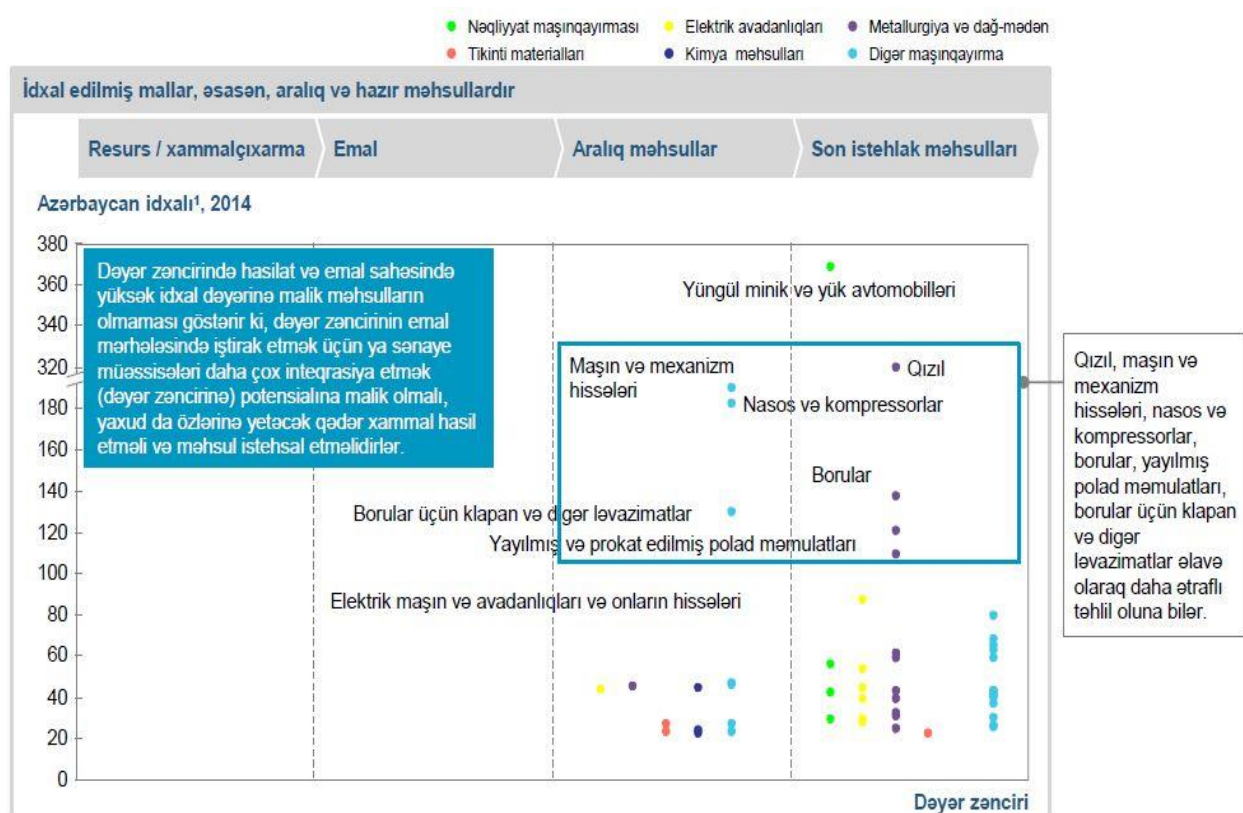 Nəqliyyat maşınqayırması
Elektrik avadanlıqları
Metallurgiya və dağ-mədən
Tikinti materialları
Kimya məhsulları
Digər maşınqayırma
İdxal edilmiş mallar, əsasən, aralıq və hazır məhsullardır
Resurs / xammalçıxarma
Emal
Aralıq məhsullar
Son istehlak məhsulları
Azərbaycan idxalı¹, 2014
380
360
340
320
180
160
140
120
100
80
60
40
20
0
Dəyər zəncirində hasilat və emal sahəsində
yüksək idxal dəyərinə malik məhsulların
olmaması göstərir ki, dəyər zəncirinin emal
mərhələsində iştirak etmək üçün ya sənaye
müəssisələri daha çox inteqrasiya etmək
(dəyər zəncirinə) potensialına malik olmalı,
yaxud da özlərinə yetəcək qədər xammal hasil
etməli və məhsul istehsal etməlidirlər.
Yüngül minik və yük avtomobilləri
Maşın və mexanizm
hissələri
Qızıl
Nasos və kompressorlar
Borular
Borular üçün klapan və digər ləvazimatlar
Yayılmış və prokat edilmiş polad məmulatları
Elektrik maşın və avadanlıqları və onların hissələri
Dəyər zənciri
Qızıl, maşın və
mexanizm
hissələri, nasos və
kompressorlar,
borular, yayılmış
polad məmulatları,
borular üçün klapan
və digər
ləvazimatlar əlavə
olaraq daha ətraflı
təhlil oluna bilər.